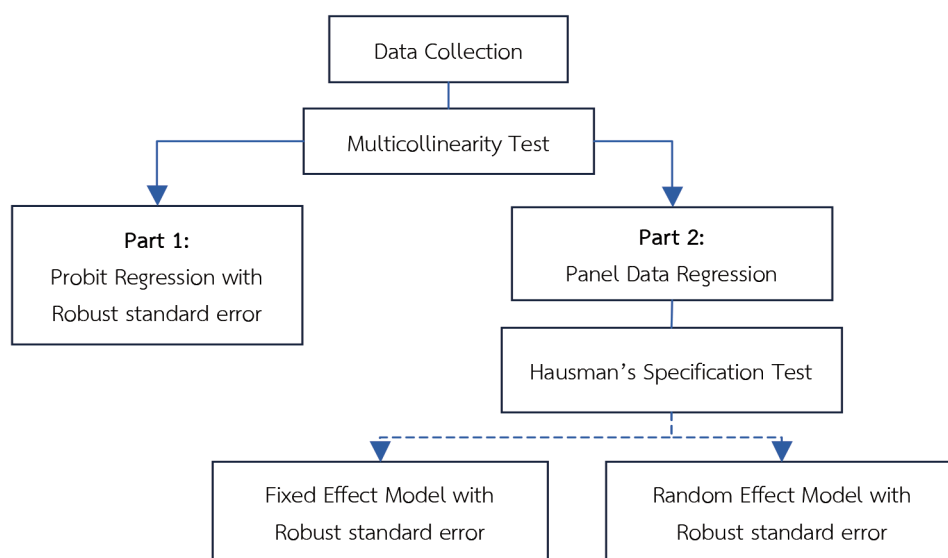 Data Collection
Multicollinearity Test
Part 1:
Probit Regression with
Robust standard error
Part 2:
Panel Data Regression
Hausman's Specification Test
Fixed Effect Model with
Robust standard error
Random Effect Model with
Robust standard error